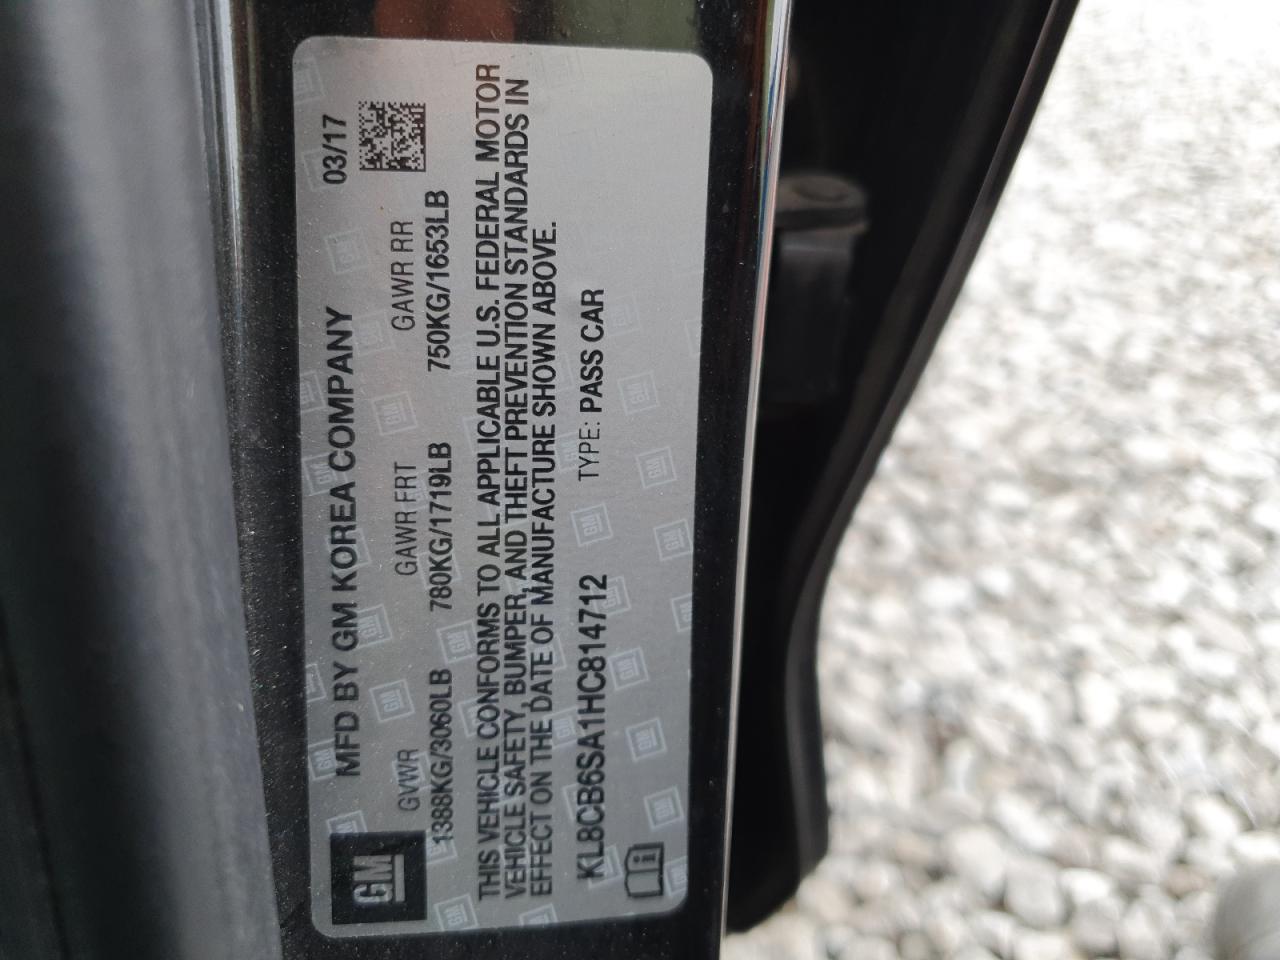 GM
MFD BY GM KOREA COMPANY 03/17
GVWR GAWR FRT GAWR RR
1388KG/3060LB 780KG/1719LB 750KG/1653LB
THIS VEHICLE CONFORMS TO ALL APPLICABLE U.S. FEDERAL MOTOR
VEHICLE SAFETY, BUMPER, AND THEFT PREVENTION STANDARDS IN
EFFECT ON THE DATE OF MANUFACTURE SHOWN ABOVE.
KL8CB6SA1HC814712 TYPE: PASS CAR